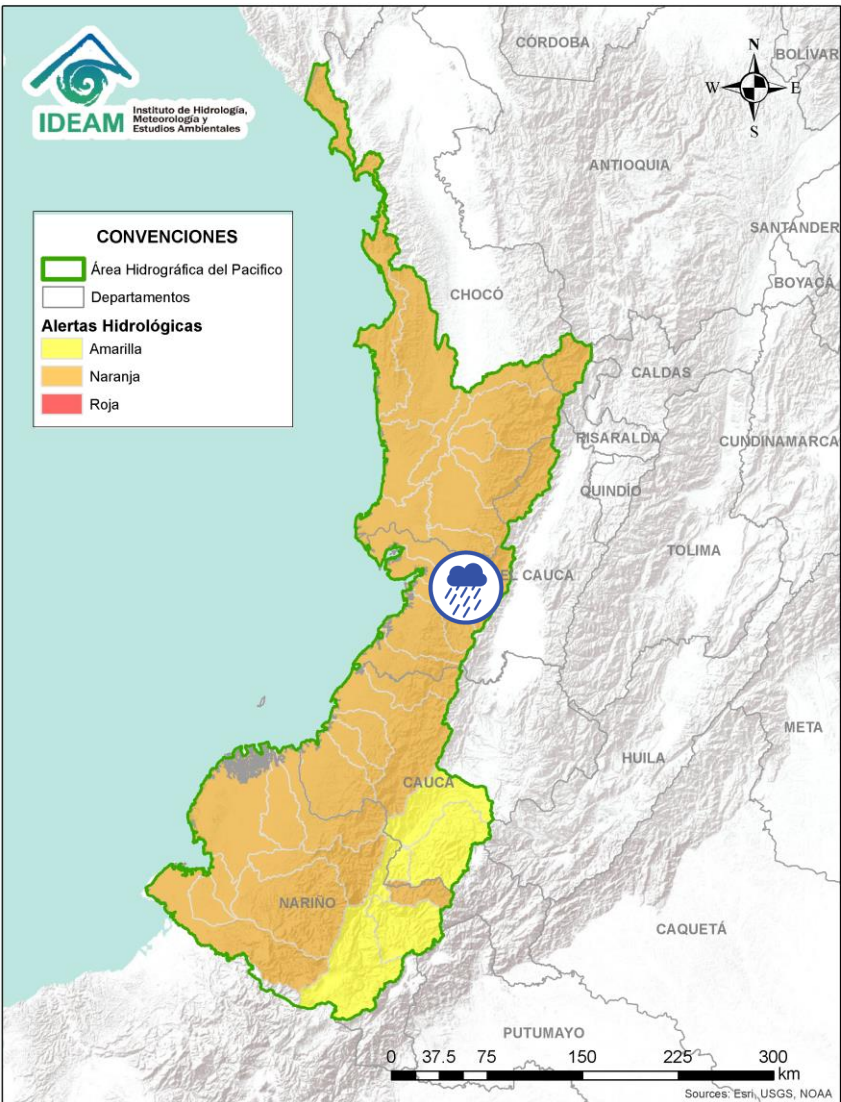 IDEAM
Instituto de Hidrología,
Meteorología y
Estudios Ambientales
CÓRDOBA
BOLIVAR
N
W
E
S
ANTIOQUIA
SANTANDER
BOYACÁ
CONVENCIONES
Área Hidrográfica del Pacifico
Departamentos
Alertas Hidrológicas
Amarilla
Naranja
Roja
CHOCÓ
CALDAS
RISARALDA
CUNDINAMARCA
QUINDÍO
TOLIMA
EL CAUCA
META
HUILA
CAUCA
NARIÑO
CAQUETÁ
PUTUMAYO
0 37.5 75 150 225 300
km
Sources: Esri, USGS, NOAA